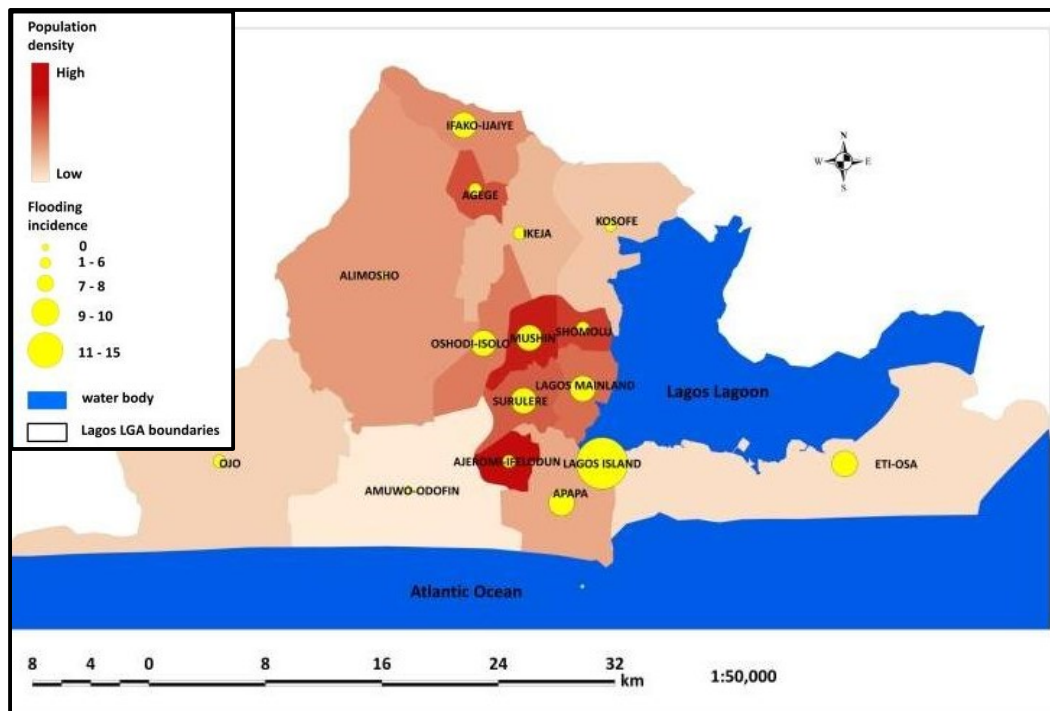 Population
density
High
Low
Flooding
incidence
0
1 - 6
7 - 8
9 - 10
11 - 15
water body
Lagos LGA boundaries
N
W E
S
IFAKO-IJAIYE
AGEGE
IKEJA
KOSOFE
ALIMOSHO
OSHODI-ISOLO
MUSHIN
SHOMOLU
LAGOS MAINLAND
SURULERE
Lagos Lagoon
OJO
AJEROMI-IFELODUN
LAGOS ISLAND
ETI-OSA
AMUWO-ODOFIN
APAPA
Atlantic Ocean
8 4 0 8 16 24 32
km
1:50,000